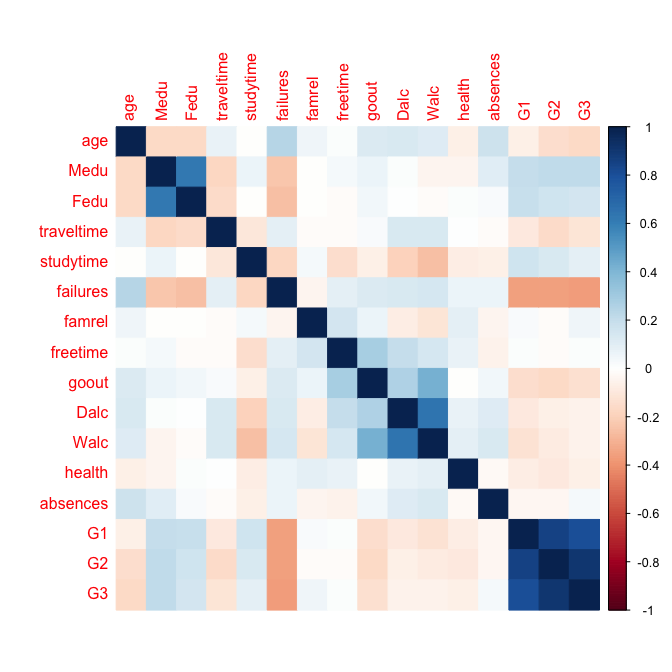 age Medu Fedu traveltime studytime failures famrel freetime goout Dalc Walc health absences G1 G2 G3
age
Medu
Fedu
traveltime
studytime
failures
famrel
freetime
goout
Dalc
Walc
health
absences
G1
G2
G3
1
0.8
0.6
0.4
0.2
0
-0.2
-0.4
-0.6
-0.8
-1